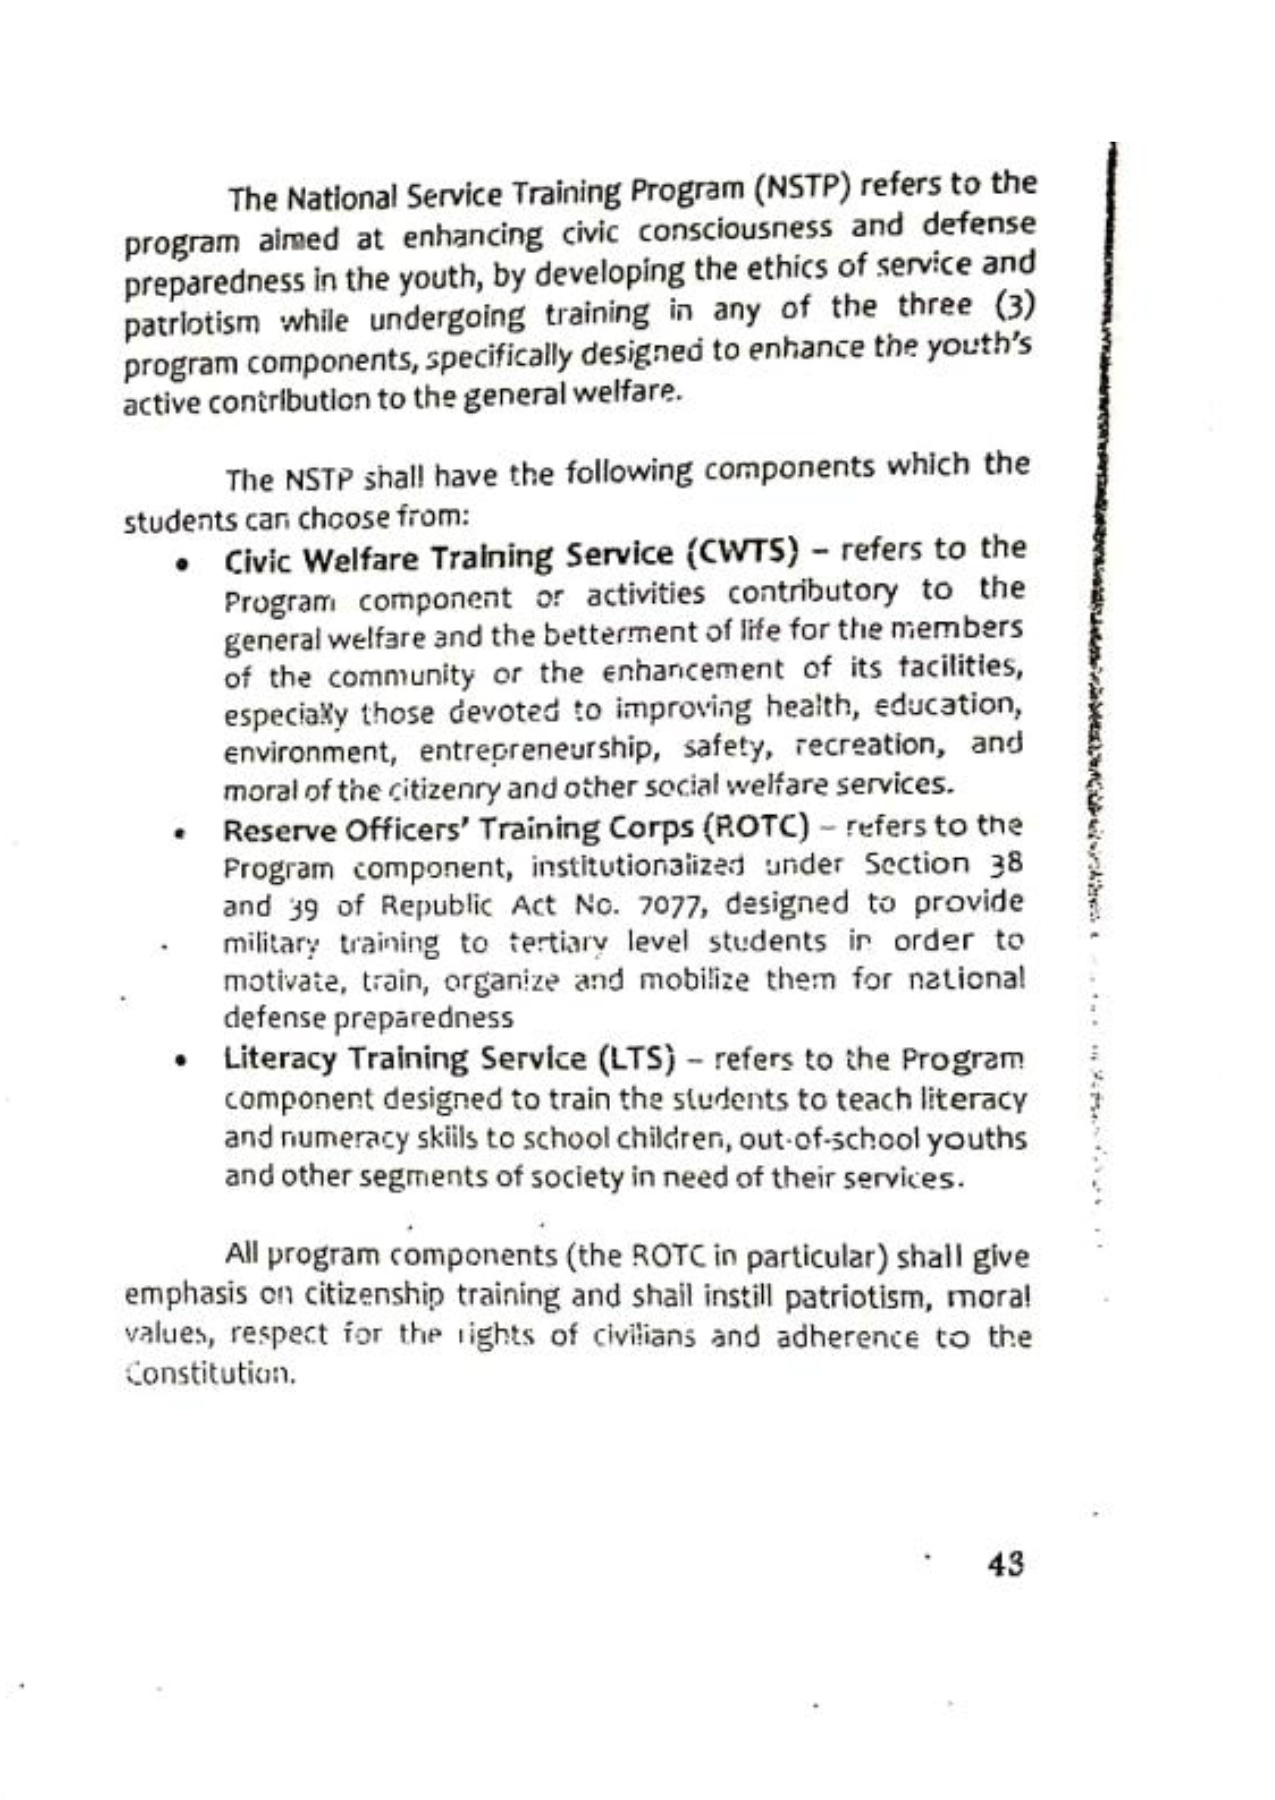 The National Service Training Program (NSTP) refers to the
program aimed at enhancing civic consciousness and defense
preparedness in the youth, by developing the ethics of service and
patriotism while undergoing training in any of the three (3)
program components, specifically designed to enhance the youth's
active contribution to the general welfare.
The NSTP shall have the following components which the
students can choose from:
• Civic Welfare Training Service (CWTS) – refers to the
Program component or activities contributory to the
general welfare and the betterment of life for the members
of the community or the enhancement of its facilities,
especially those devoted to improving health, education,
environment, entrepreneurship, safety, recreation, and
moral of the citizenry and other social welfare services.
• Reserve Officers' Training Corps (ROTC) – refers to the
Program component, institutionalized under Section 38
and 39 of Republic Act No. 7077, designed to provide
military training to tertiary level students in order to
motivate, train, organize and mobilize them for national
defense preparedness
• Literacy Training Service (LTS) – refers to the Program
component designed to train the students to teach literacy
and numeracy skills to school children, out-of-school youths
and other segments of society in need of their services.
All program components (the ROTC in particular) shall give
emphasis on citizenship training and shall instill patriotism, moral
values, respect for the rights of civilians and adherence to the
Constitution.
43